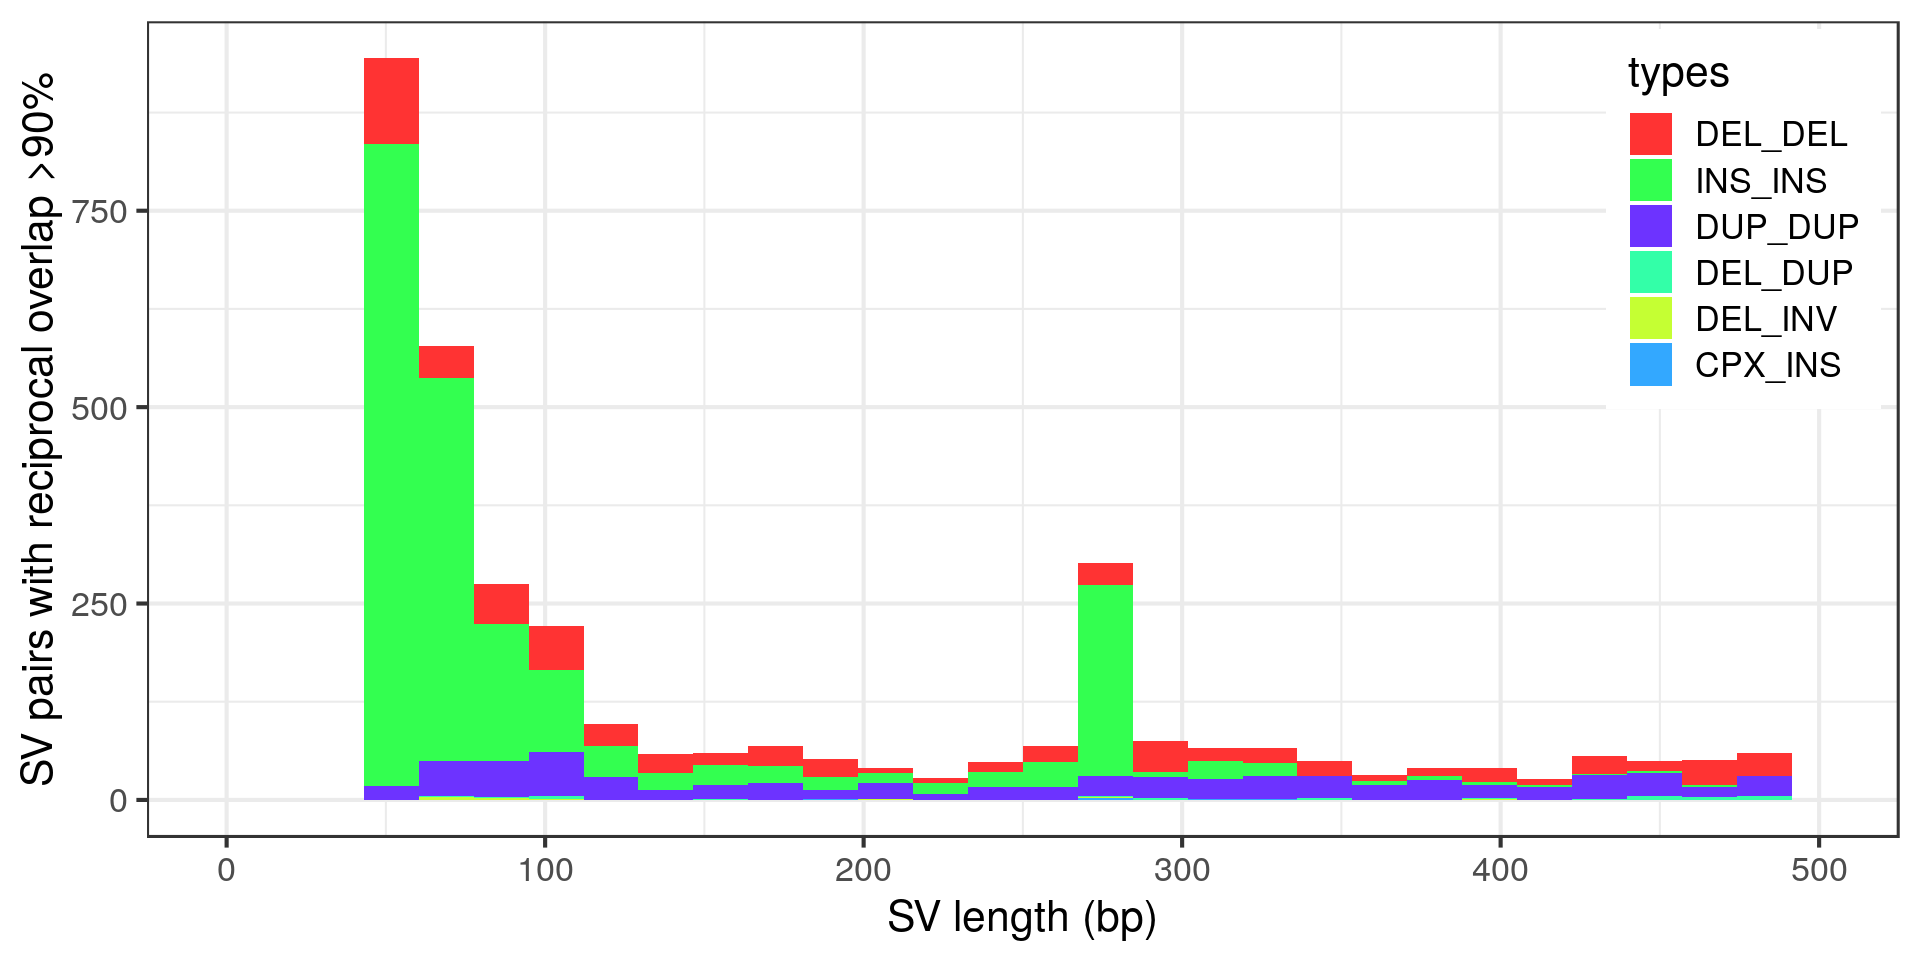 SV pairs with reciprocal overlap >90%
750
500
250
0
0 100 200 300 400 500
SV length (bp)
types
DEL_DEL
INS_INS
DUP_DUP
DEL_DUP
DEL_INV
CPX_INS